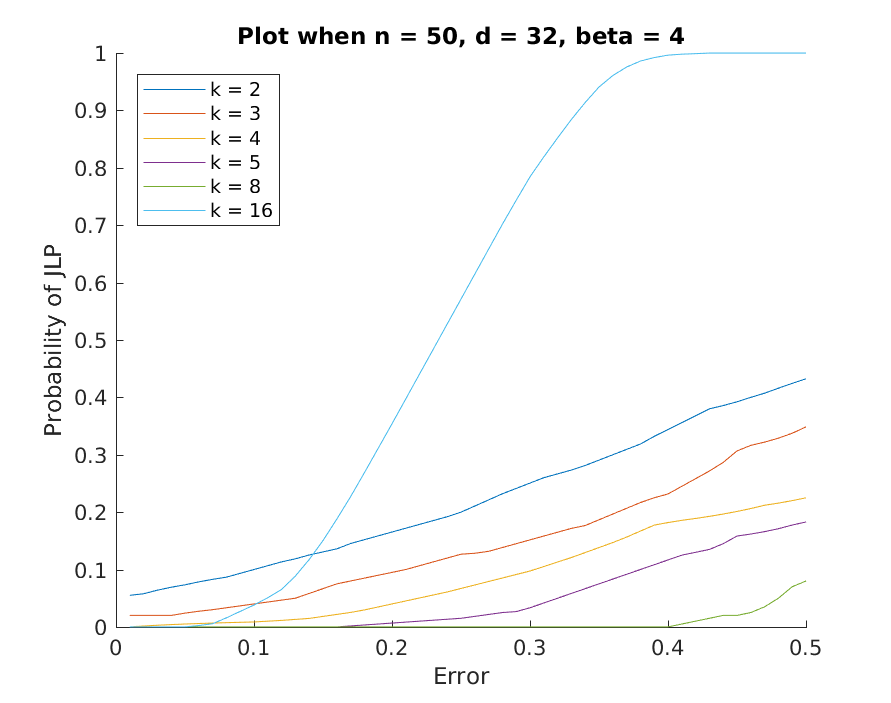 Plot when n = 50, d = 32, beta = 4
1
0.9
0.8
0.7
0.6
0.5
0.4
0.3
0.2
0.1
0
Probability of JLP
k = 2
k = 3
k = 4
k = 5
k = 8
k = 16
0
0.1
0.2
0.3
0.4
0.5
Error